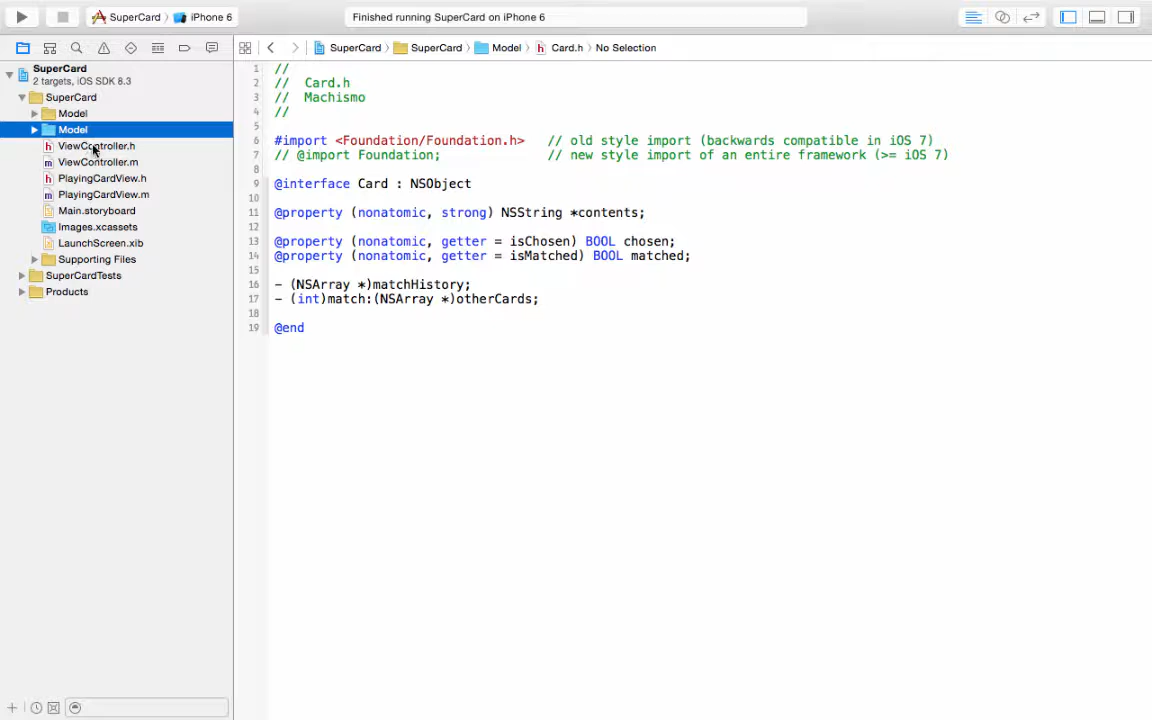 SuperCard iPhone 6 Finished running SuperCard on iPhone 6
SuperCard SuperCard Model Card.h No Selection
SuperCard
2 targets, iOS SDK 8.3
SuperCard
Model
Model
ViewController.h
ViewController.m
PlayingCardView.h
PlayingCardView.m
Main.storyboard
Images.xcassets
LaunchScreen.xib
Supporting Files
SuperCardTests
Products
1 //
2 // Card.h
3 // Machismo
4 //
5
6 #import <Foundation/Foundation.h> // old style import (backwards compatible in iOS 7)
7 // @import Foundation; // new style import of an entire framework (>= iOS 7)
8
9 @interface Card : NSObject
10
11 @property (nonatomic, strong) NSString *contents;
12
13 @property (nonatomic, getter = isChosen) BOOL chosen;
14 @property (nonatomic, getter = isMatched) BOOL matched;
15
16 - (NSArray *)matchHistory;
17 - (int)match:(NSArray *)otherCards;
18
19 @end